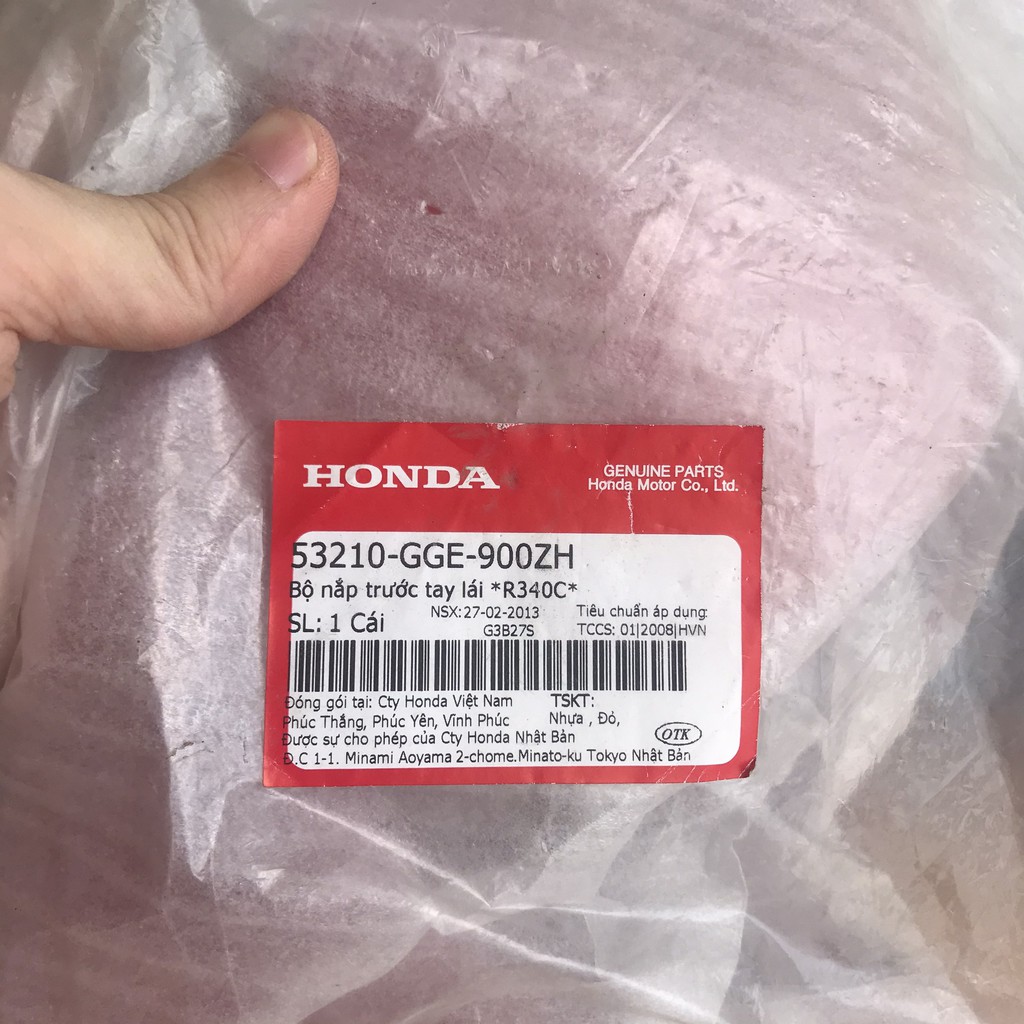 HONDA
GENUINE PARTS
Honda Motor Co., Ltd.
53210-GGE-900ZH
Bộ nắp trước tay lái *R340C*
SL: 1 Cái
NSX:27-02-2013
G3B27S
Tiêu chuẩn áp dụng:
TCCS: 01|2008|HVN
Đóng gói tại: Cty Honda Việt Nam
Phúc Thắng, Phúc Yên, Vĩnh Phúc
TSKT:
Nhựa , Đỏ,
Được sự cho phép của Cty Honda Nhật Bản
Đ.C 1-1. Minami Aoyama 2-chome.Minato-ku Tokyo Nhật Bản
OTK